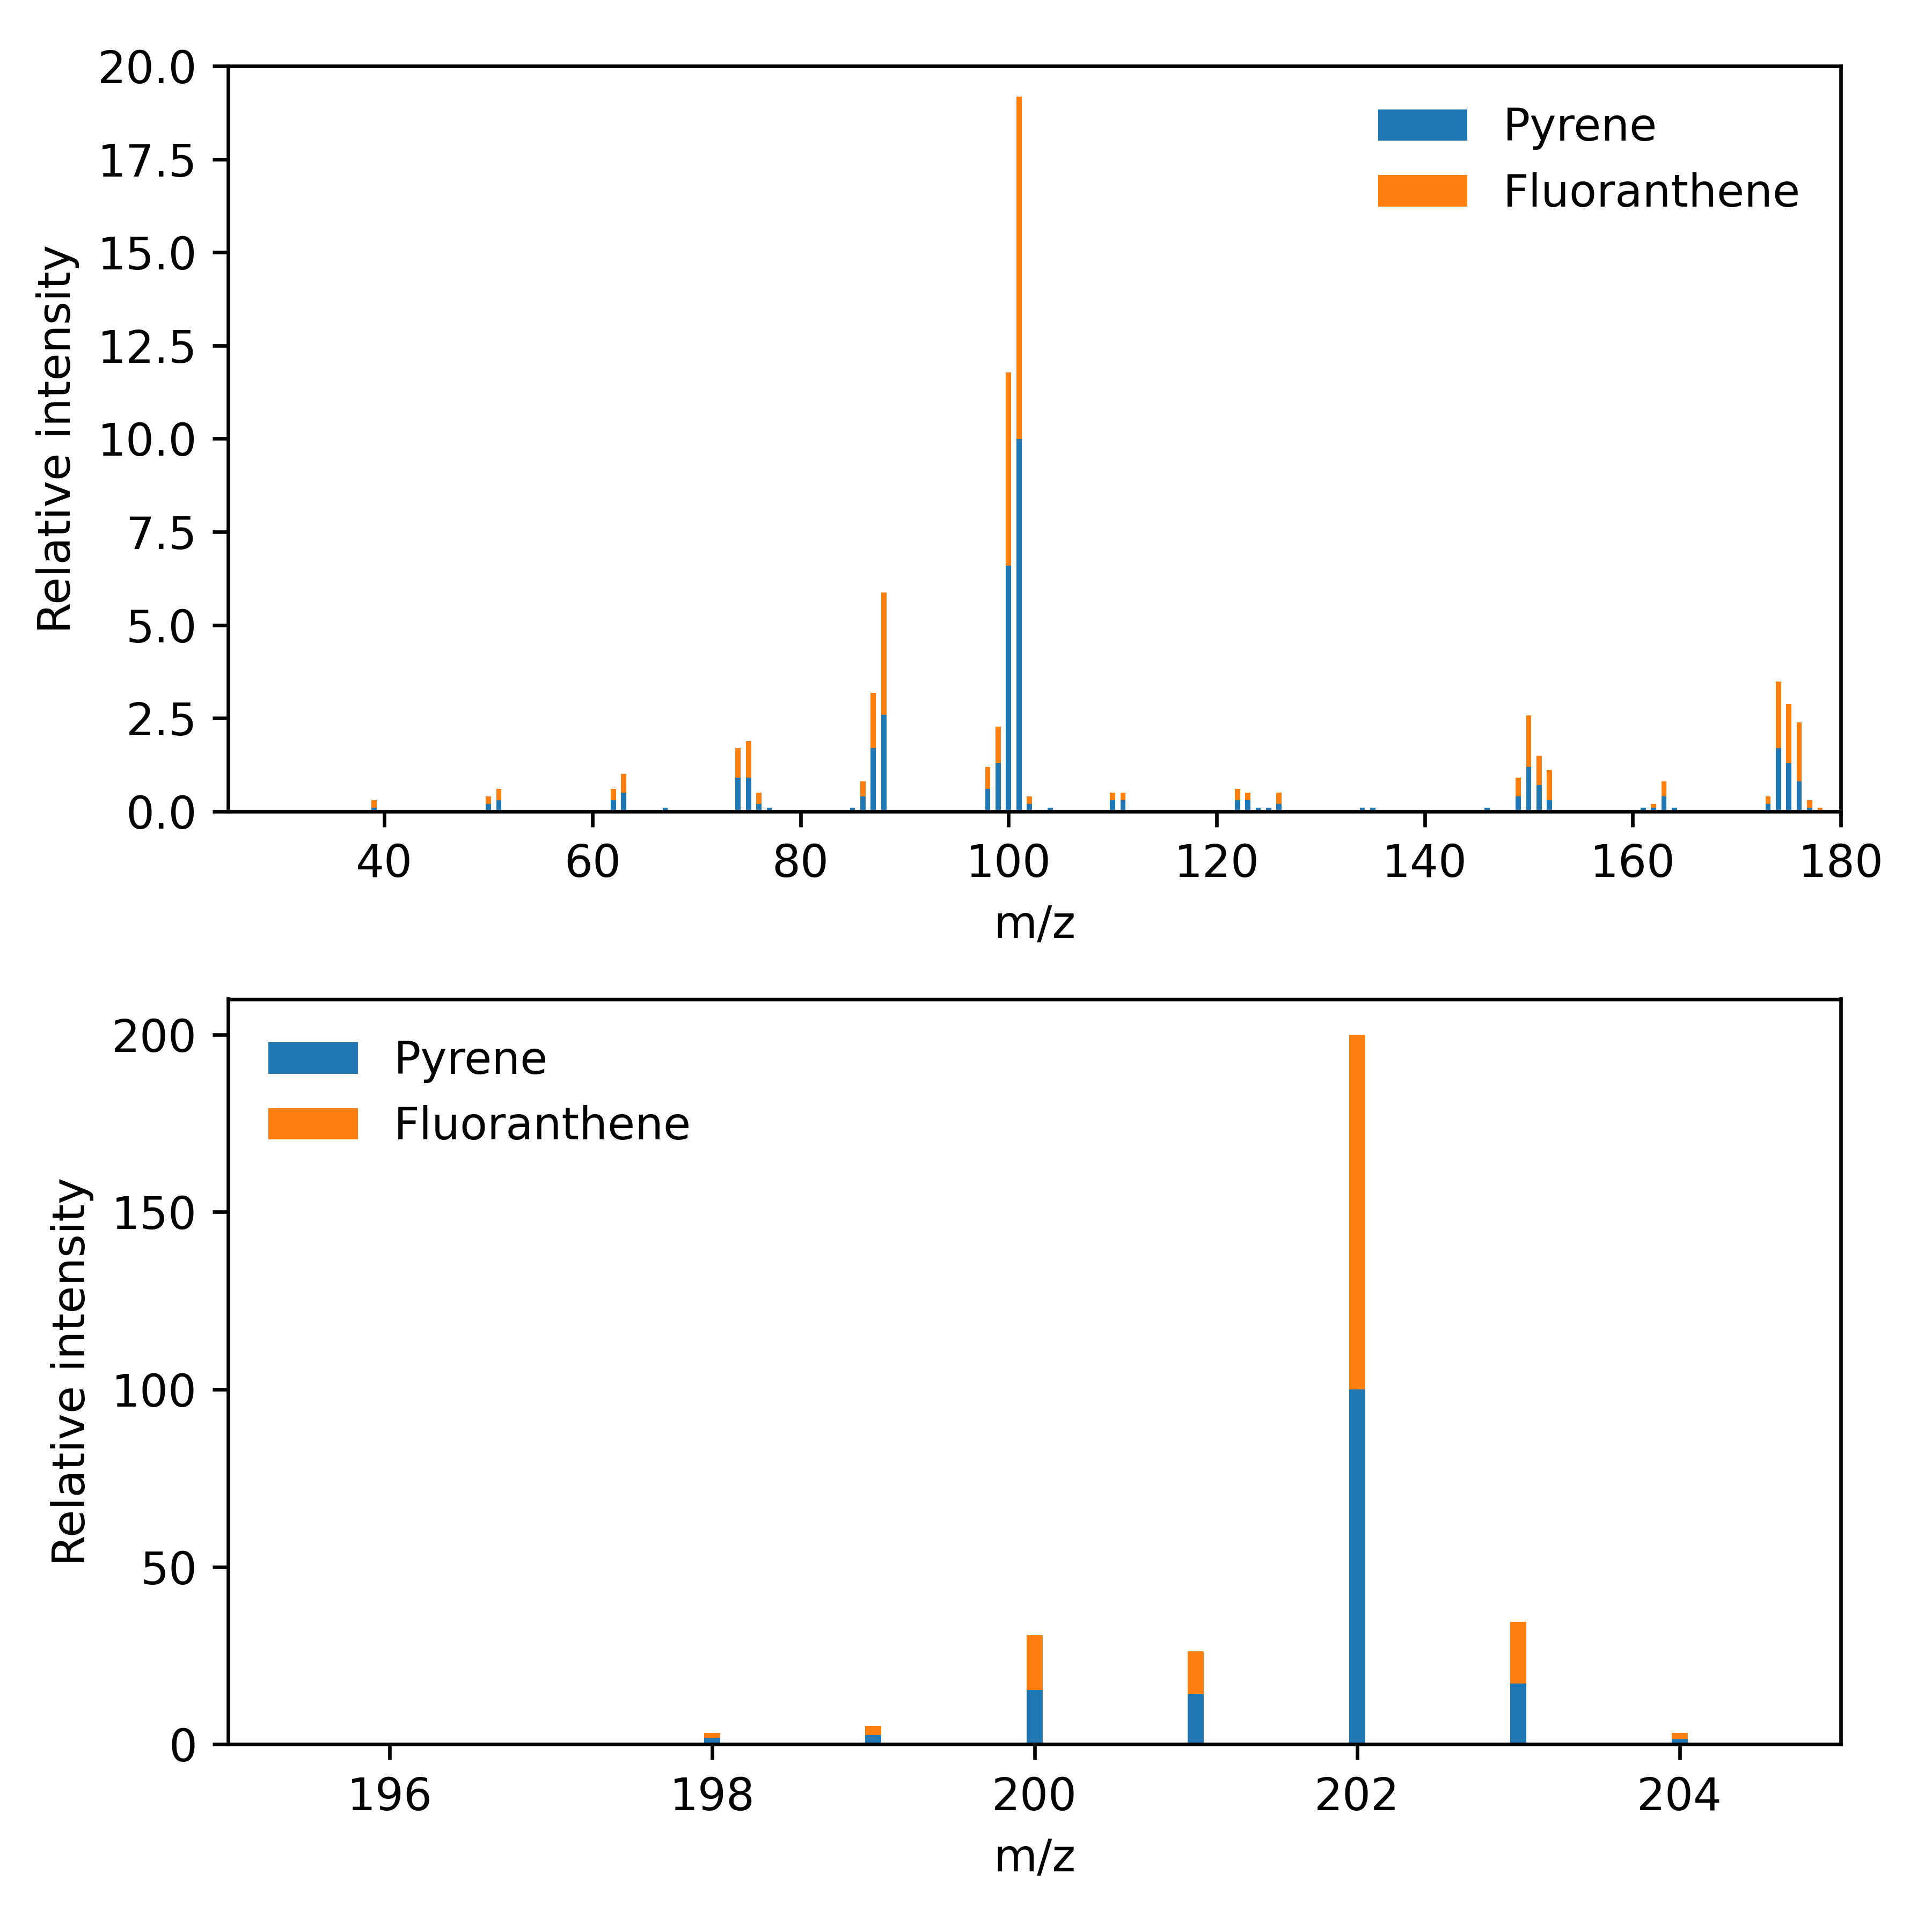 20.0
17.5
15.0
12.5
10.0
7.5
5.0
2.5
0.0
Relative intensity
Pyrene
Fluoranthene
40 60 80 100 120 140 160 180
m/z
200
150
100
50
0
Relative intensity
Pyrene
Fluoranthene
196 198 200 202 204
m/z